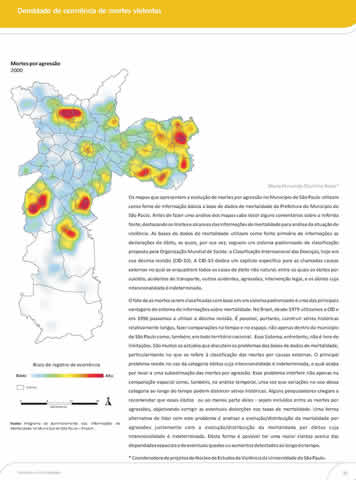 Densidade de ocorrência de mortes violentas
Mortes por agressão
2000
Maria Fernanda Tourinho Peres*
Os mapas que apresentam a evolução de mortes por agressão no Município de São Paulo utilizam
como fonte de informação básica a base de dados de mortalidade da Prefeitura do Município de
São Paulo. Antes de fazer uma análise dos mapas cabe tecer alguns comentários sobre a referida
fonte, destacando os limites e alcances das informações de mortalidade para análise da situação de
violência. As bases de dados de mortalidade utilizam como fonte primária de informações as
declarações de óbito, as quais, por sua vez, seguem um sistema padronizado de classificação
proposto pela Organização Mundial de Saúde: a Classificação Internacional das Doenças, hoje em
sua décima revisão (CID-10). A CID-10 dedica um capítulo específico para as chamadas causas
externas no qual se enquadram todos os casos de óbito não natural, entre os quais os óbitos por
suicídio, acidentes de transporte, outros acidentes, agressões, intervenção legal, e os óbitos cuja
intencionalidade é indeterminada.
O fato de as mortes serem classificadas com base em um sistema padronizado é uma das principais
vantagens do sistema de informações sobre mortalidade. No Brasil, desde 1979 utilizamos a CID e
em 1996 passamos a utilizar a décima revisão. É possível, portanto, construir séries históricas
relativamente longas, fazer comparações no tempo e no espaço, não apenas dentro do município
de São Paulo como, também, em todo território nacional. Esse Sistema, entretanto, não é livre de
limitações. São muitos os estudos que discutem os problemas das bases de dados de mortalidade,
particularmente no que se refere à classificação das mortes por causas externas. O principal
problema reside no uso da categoria óbitos cuja intencionalidade é indeterminada, o qual acaba
por levar a uma subestimação das mortes por agressão. Esse problema interfere não apenas na
comparação espacial como, também, na análise temporal, uma vez que variações no uso dessa
categoria ao longo do tempo podem distorcer séries históricas. Alguns pesquisadores chegam a
recomendar que esses óbitos ou ao menos parte deles - sejam incluídos entre as mortes por
agressões, objetivando corrigir as eventuais distorções nas taxas de mortalidade. Uma forma
alternativa de lidar com este problema é analisar a evolução/distribuição da mortalidade por
agressões juntamente com a evolução/distribuição da mortalidade por óbitos cuja
intencionalidade é indeterminada. Desta forma é possível ter uma maior clareza acerca das
disparidades espaciais e de eventuais quedas ou aumentos detectados ao longo do tempo.
* Coordenadora de projetos do Núcleo de Estudos da Violência da Universidade de São Paulo.
Risco de registro de ocorrência
Baixo
Alto